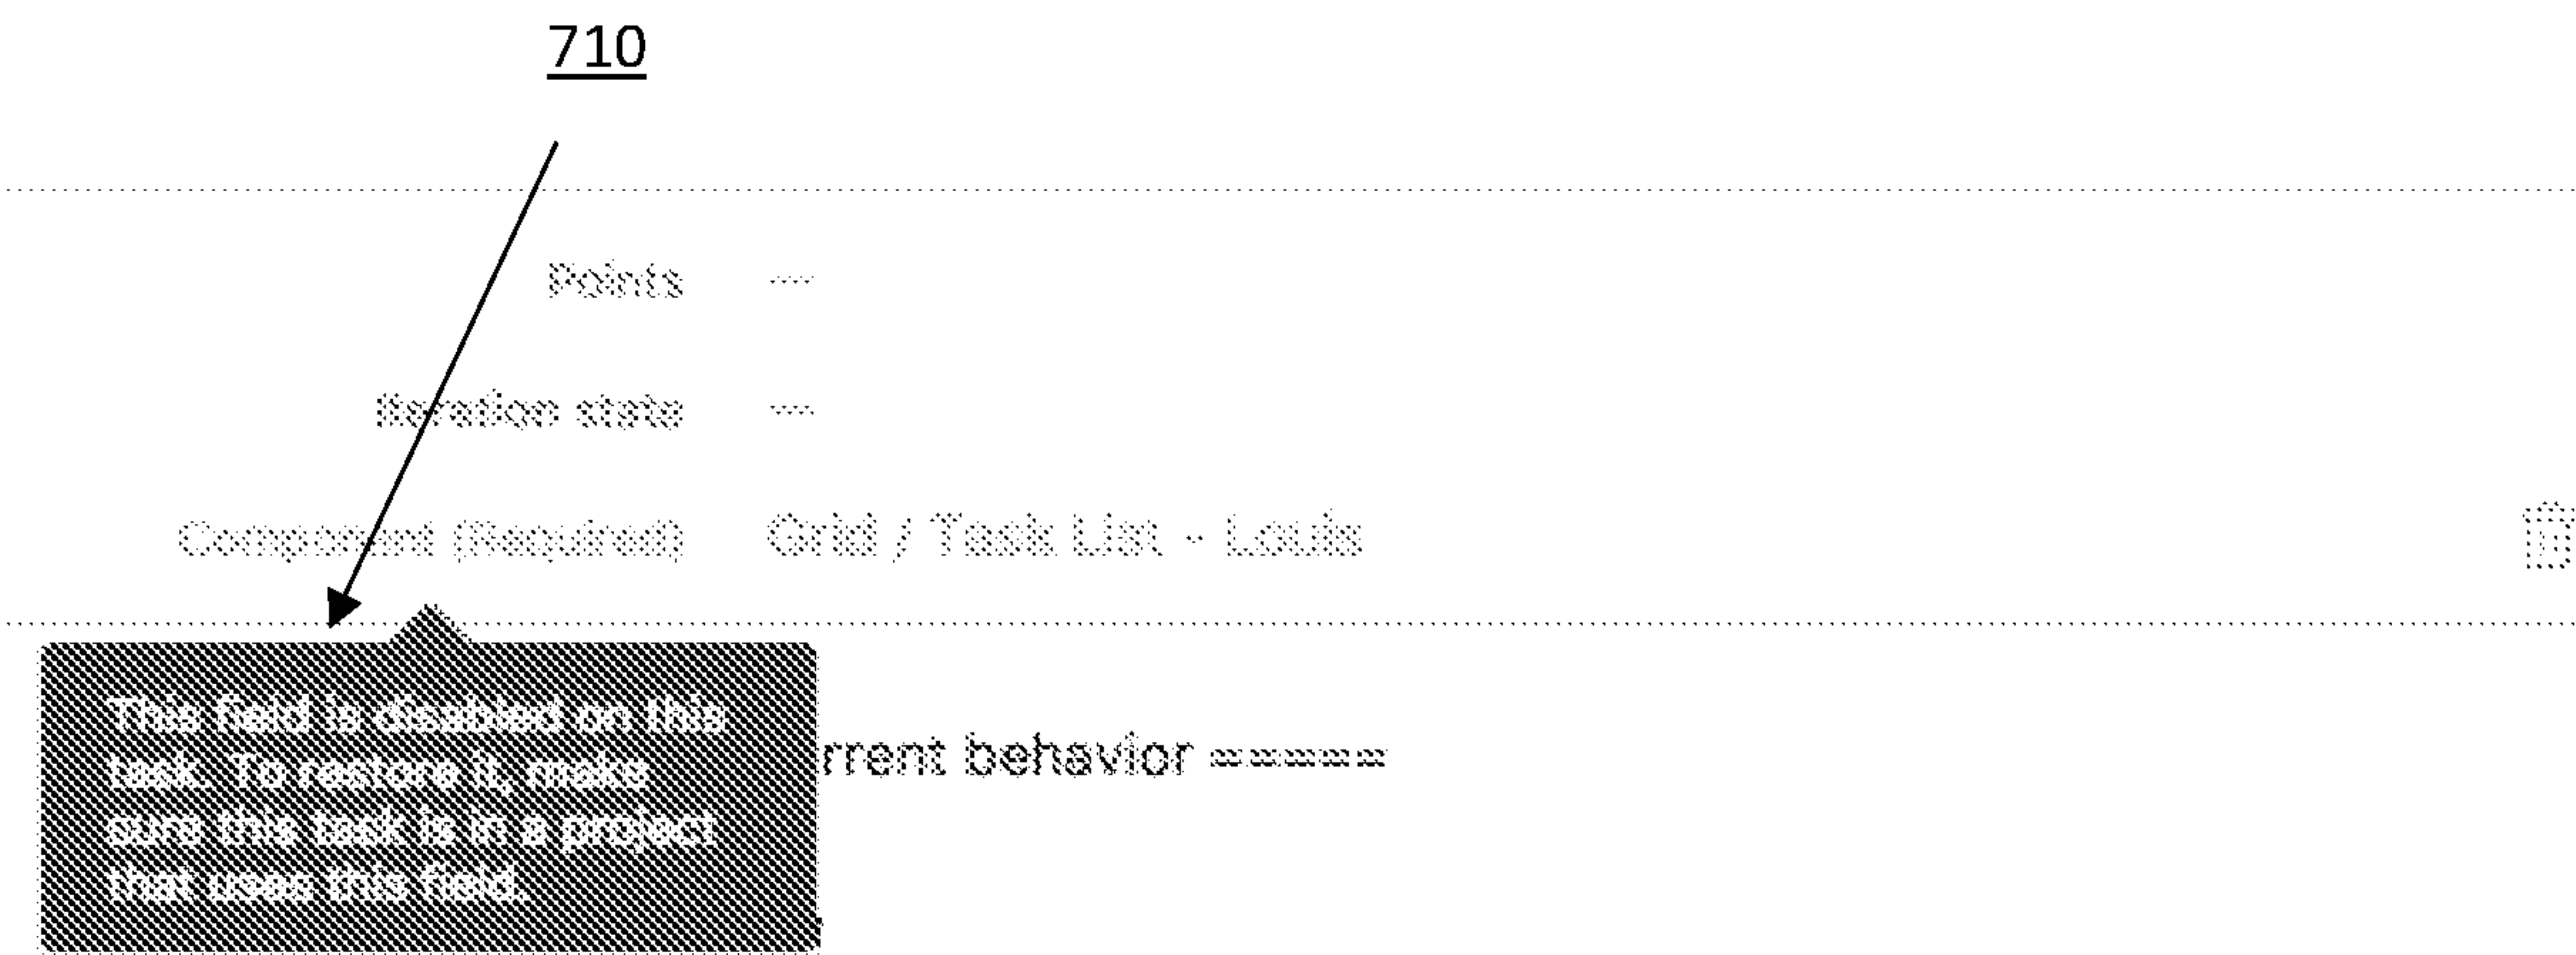 710
Points —
Iteration state —
Component (Required) Grid / Task List - Louis
This field is disabled on this
task. To restore it, make
sure this task is in a project
that uses this field.
rrent behavior =====